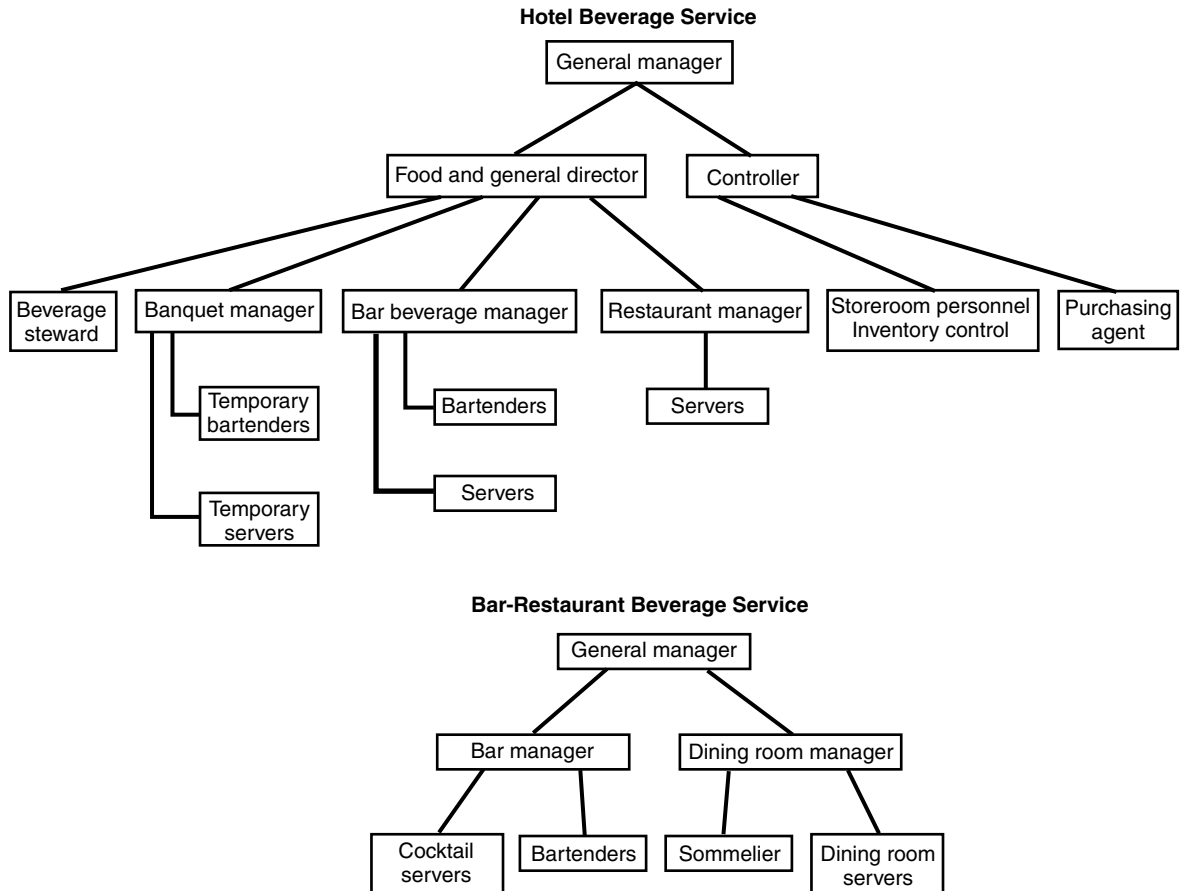 Hotel Beverage Service
General manager
Food and general director
Controller
Beverage
steward
Banquet manager
Bar beverage manager
Restaurant manager
Storeroom personnel
Inventory control
Purchasing
agent
Temporary
bartenders
Bartenders
Servers
Servers
Temporary
servers
Bar-Restaurant Beverage Service
General manager
Bar manager
Dining room manager
Cocktail
servers
Bartenders
Sommelier
Dining room
servers